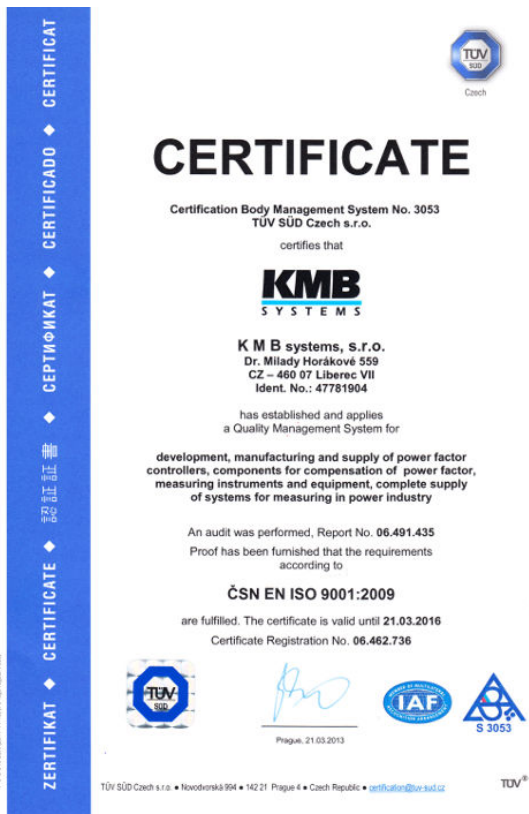 ZERTIFIKAT ◆ CERTIFICATE ◆ 認証証書 ◆ СЕРТИФИКАТ ◆ CERTIFICADO ◆ CERTIFICAT
TÜV
SÜD
Czech
CERTIFICATE
Certification Body Management System No. 3053
TÜV SÜD Czech s.r.o.
certifies that
KMB
SYSTEMS
K M B systems, s.r.o.
Dr. Milady Horákové 559
CZ – 460 07 Liberec VII
Ident. No.: 47781904
has established and applies
a Quality Management System for
development, manufacturing and supply of power factor
controllers, components for compensation of power factor,
measuring instruments and equipment, complete supply
of systems for measuring in power industry
An audit was performed, Report No. 06.491.435
Proof has been furnished that the requirements
according to
ČSN EN ISO 9001:2009
are fulfilled. The certificate is valid until 21.03.2016
Certificate Registration No. 06.462.736
TÜV
SÜD
MEMBER OF MULTILATERAL
IAF
RECOGNITION ARRANGEMENT
S 3053
Prague, 21.03.2013
TÜV SÜD Czech s.r.o. ● Novodvorská 994 ● 142 21 Prague 4 ● Czech Republic ● certification@tuv-sud.cz
TÜV®